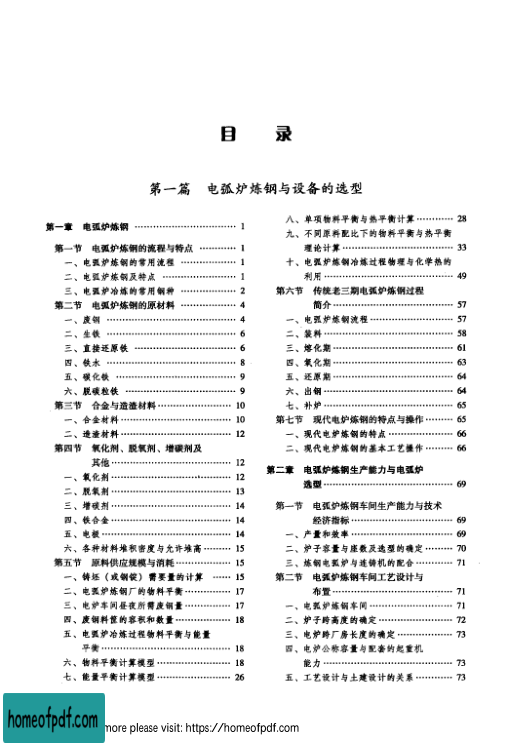 目　录
第一篇　电弧炉炼钢与设备的选型
第一章　电弧炉炼钢 …………………………… 1
第一节　电弧炉炼钢的流程与特点 ………… 1
一、电弧炉炼钢的常用流程 ……………… 1
二、电弧炉炼钢及特点 …………………… 1
三、电弧炉冶炼的常用钢种 ……………… 2
第二节　电弧炉炼钢的原材料 ……………… 4
一、废钢 …………………………………… 4
二、生铁 …………………………………… 6
三、直接还原铁 …………………………… 6
四、铁水 …………………………………… 8
五、碳化铁 ………………………………… 9
六、脱碳粒铁 ……………………………… 9
第三节　合金与造渣材料 …………………… 10
一、合金材料 ……………………………… 10
二、造渣材料 ……………………………… 12
第四节　氧化剂、脱氧剂、增碳剂及
其他 ………………………………… 12
一、氧化剂 ………………………………… 12
二、脱氧剂 ………………………………… 13
三、增碳剂 ………………………………… 14
四、铁合金 ………………………………… 14
五、电极 …………………………………… 14
六、各种材料堆积密度与允许堆高 ……… 15
第五节　原料供应规模与消耗 ……………… 15
一、铸坯（或钢锭）需要量的计算 …… 15
二、电弧炉炼钢厂的物料平衡 …………… 17
三、电炉车间昼夜所需废钢量 …………… 17
四、废钢料筐的容积和数量 ……………… 18
五、电弧炉冶炼过程物料平衡与能量
平衡 …………………………………… 18
六、物料平衡计算模型 …………………… 18
七、能量平衡计算模型 …………………… 26
八、单项物料平衡与热平衡计算 ………… 28
九、不同原料配比下的物料平衡与热平衡
理论计算 ……………………………… 33
十、电弧炉炼钢冶炼过程物理与化学热的
利用 …………………………………… 49
第六节　传统老三期电弧炉炼钢过程
简介 ………………………………… 57
一、电弧炉炼钢流程 ……………………… 57
二、装料 …………………………………… 58
三、熔化期 ………………………………… 61
四、氧化期 ………………………………… 63
五、还原期 ………………………………… 64
六、出钢 …………………………………… 64
七、补炉 …………………………………… 65
第七节　现代电炉炼钢的特点与操作 ……… 65
一、现代电炉炼钢的特点 ………………… 66
二、现代电弧炉炼钢的基本工艺操作 …… 66
第二章　电弧炉炼钢生产能力与电弧炉
选型 …………………………………… 69
第一节　电弧炉炼钢车间生产能力与技术
经济指标 …………………………… 69
一、产量和效率 …………………………… 69
二、炉子容量与座数及选型的确定 ……… 70
三、炼钢电弧炉与连铸机的配合 ………… 71
第二节　电弧炉炼钢车间工艺设计与
布置 ………………………………… 71
一、电弧炉炼钢车间 ……………………… 71
二、炉子跨高度的确定 …………………… 72
三、电炉跨厂房长度的确定 ……………… 73
四、电炉公称容量与配套的起重机
能力 …………………………………… 73
五、工艺设计与土建设计的关系 ………… 73
homeofpdf.com
more please visit: https://homeofpdf.com